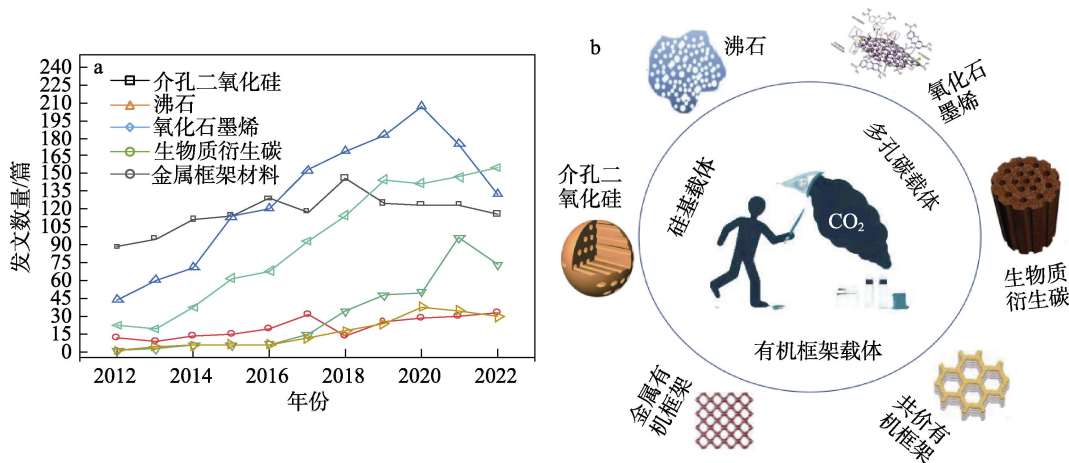 a
240
225
210
195
180
165
150
135
120
105
90
75
60
45
30
15
0
发文数量/篇
介孔二氧化硅
沸石
氧化石墨烯
生物质衍生碳
金属框架材料
2012
2014
2016
2018
2020
2022
年份
b
沸石
氧化石
墨烯
介孔二
氧化硅
硅基载体
多孔碳载体
CO₂
生物质
衍生碳
有机框架载体
金属有
机框架
共价有
机框架